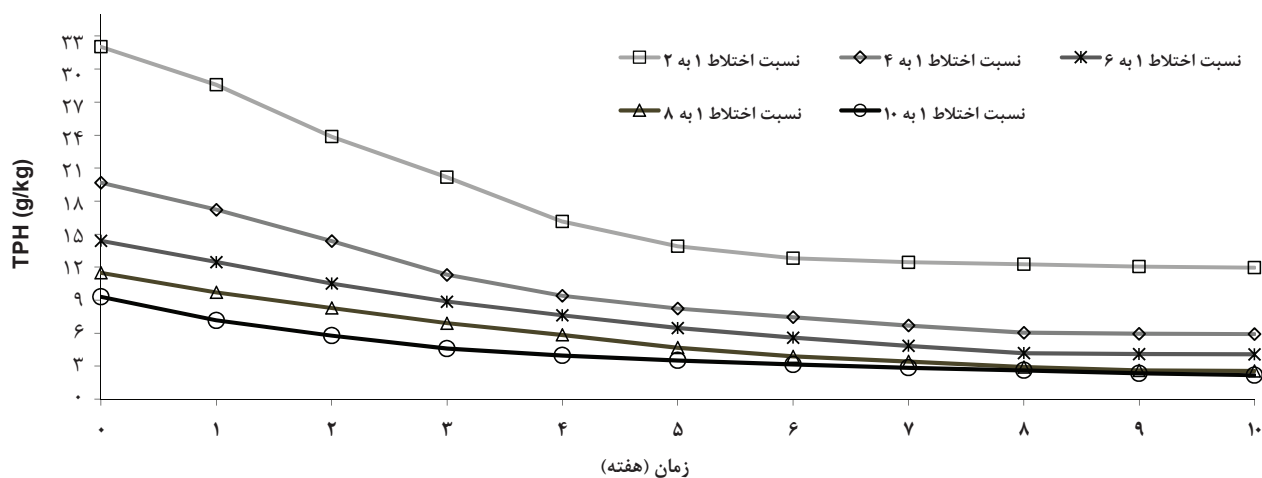 نسبت اختلاط ۱ به ۲
نسبت اختلاط ۱ به ۴
نسبت اختلاط ۱ به ۶
نسبت اختلاط ۱ به ۸
نسبت اختلاط ۱ به ۱۰
TPH (g/kg)
۳۳
۳۰
۲۷
۲۴
۲۱
۱۸
۱۵
۱۲
۹
۶
۳
۰
۰ ۱ ۲ ۳ ۴ ۵ ۶ ۷ ۸ ۹ ۱۰
زمان (هفته)